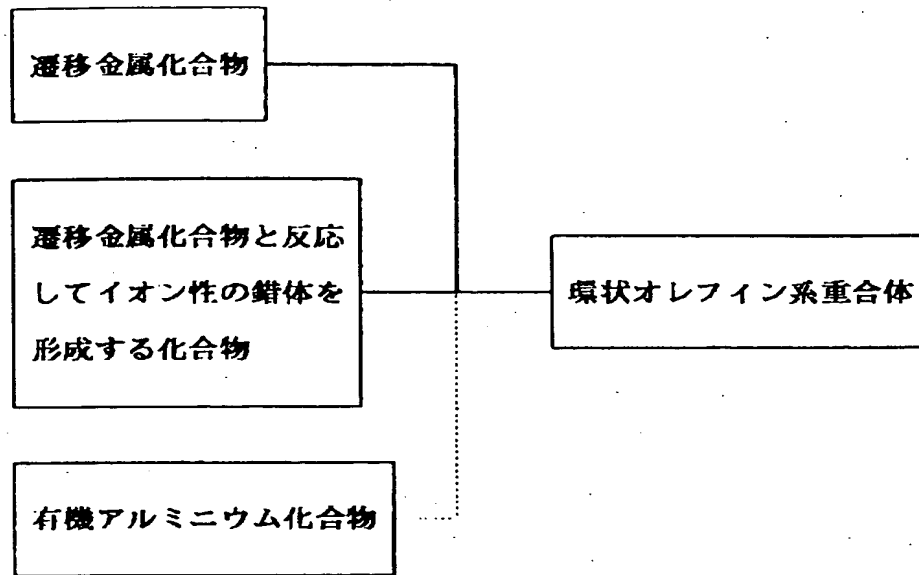 遷移金属化合物
遷移金属化合物と反応
してイオン性の錯体を
形成する化合物
環状オレフィン系重合体
有機アルミニウム化合物